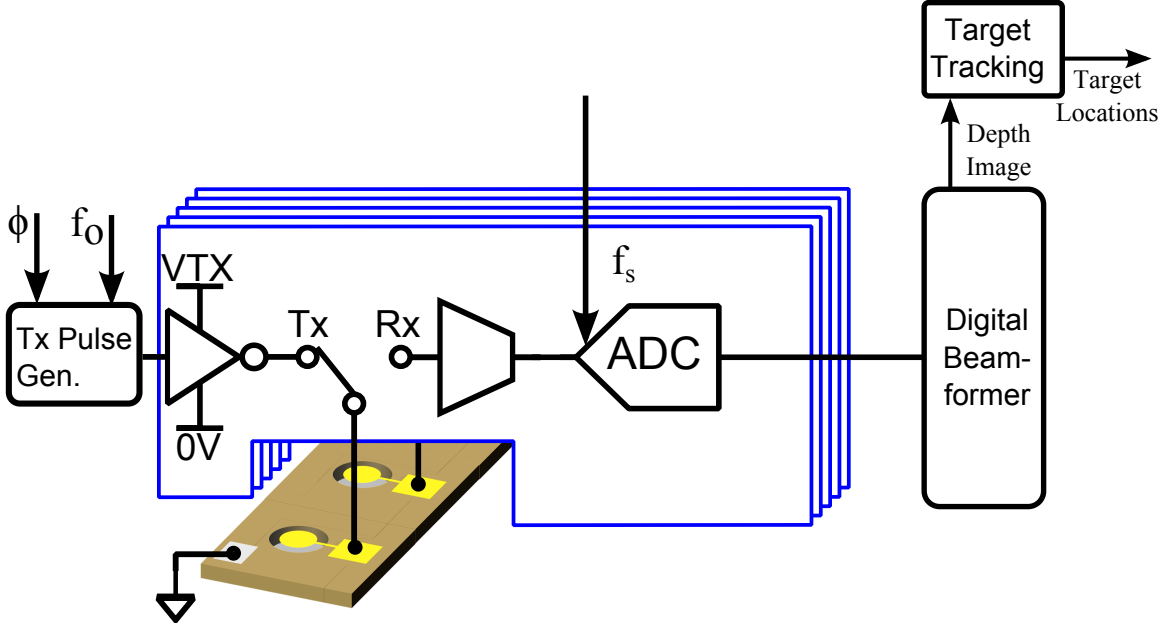 Target
Tracking
Target
Locations
Depth
Image
ϕ
fo
VTX
fs
Tx
Rx
Tx Pulse
Gen.
ADC
Digital
Beam-
former
0V